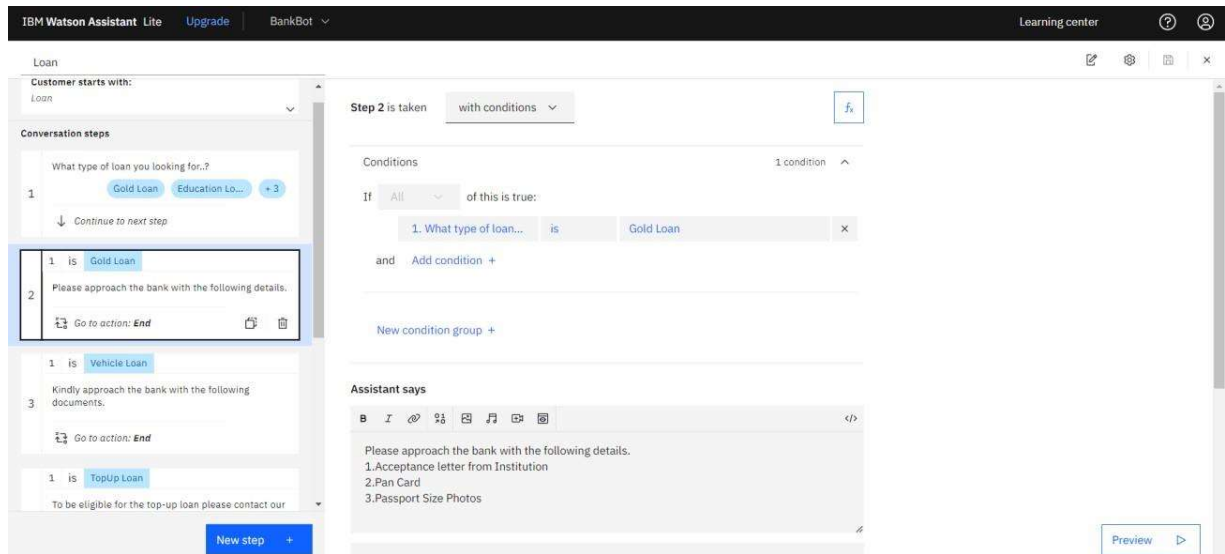 IBM Watson Assistant Lite Upgrade BankBot Learning center
Loan
Customer starts with:
Loan
Conversation steps
1
What type of loan you looking for..?
Gold Loan Education Lo... + 3
Continue to next step
2
1 is Gold Loan
Please approach the bank with the following details.
Go to action: End
3
1 is Vehicle Loan
Kindly approach the bank with the following
documents.
Go to action: End
1 is TopUp Loan
To be eligible for the top-up loan please contact our
New step +
Step 2 is taken with conditions
fx
Conditions 1 condition
If All of this is true:
1. What type of loan... is Gold Loan ×
and Add condition +
New condition group +
Assistant says
B I </>
Please approach the bank with the following details.
1.Acceptance letter from Institution
2.Pan Card
3.Passport Size Photos
Preview